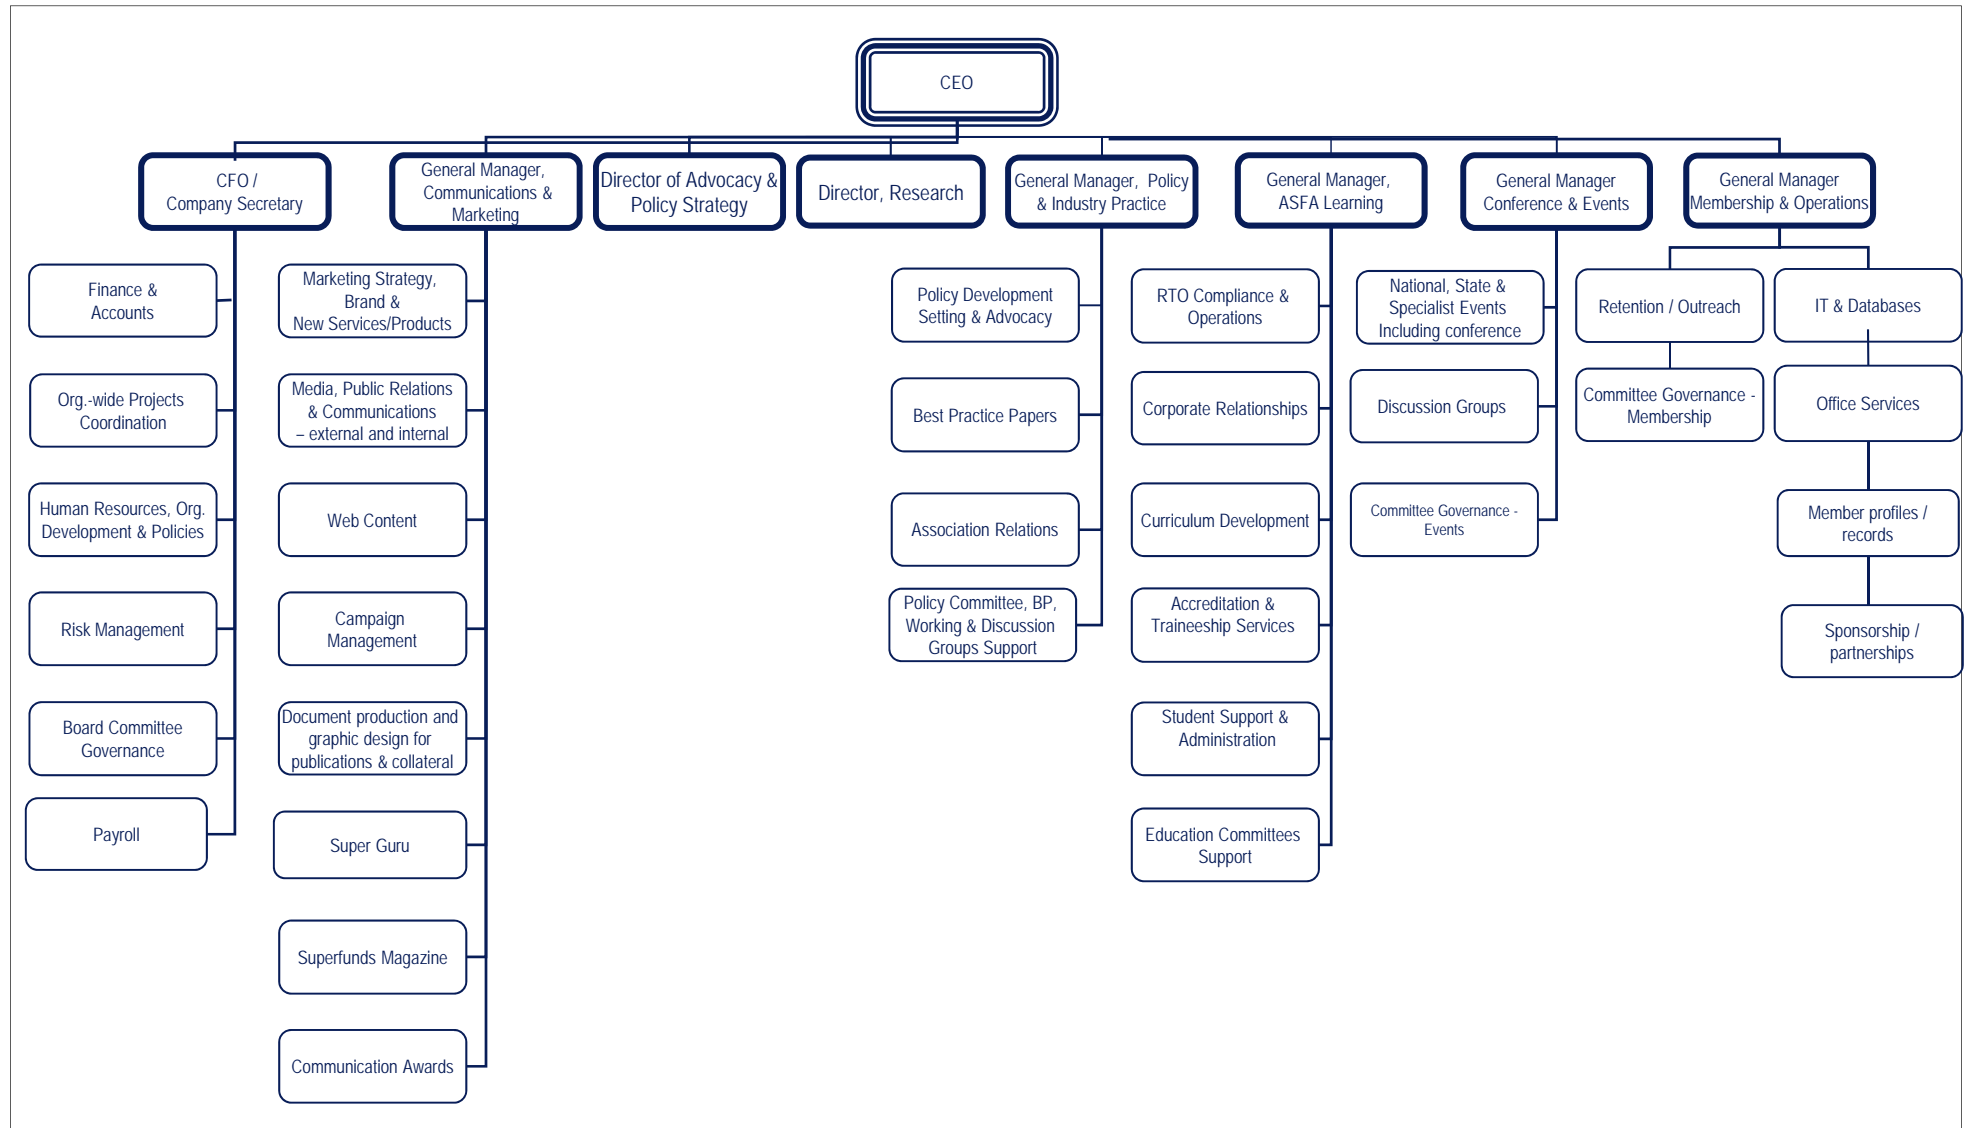 CEO
CFO /
Company Secretary
General Manager,
Communications &
Marketing
Director of Advocacy &
Policy Strategy
Director, Research
General Manager, Policy
& Industry Practice
General Manager,
ASFA Learning
General Manager
Conference & Events
General Manager
Membership & Operations
Finance &
Accounts
Org.-wide Projects
Coordination
Human Resources, Org.
Development & Policies
Risk Management
Board Committee
Governance
Payroll
Marketing Strategy,
Brand &
New Services/Products
Media, Public Relations
& Communications
– external and internal
Web Content
Campaign
Management
Document production and
graphic design for
publications & collateral
Super Guru
Superfunds Magazine
Communication Awards
Policy Development
Setting & Advocacy
Best Practice Papers
Association Relations
Policy Committee, BP,
Working & Discussion
Groups Support
RTO Compliance &
Operations
Corporate Relationships
Curriculum Development
Accreditation &
Traineeship Services
Student Support &
Administration
Education Committees
Support
National, State &
Specialist Events
Including conference
Discussion Groups
Committee Governance -
Events
Retention / Outreach
Committee Governance -
Membership
IT & Databases
Office Services
Member profiles /
records
Sponsorship /
partnerships